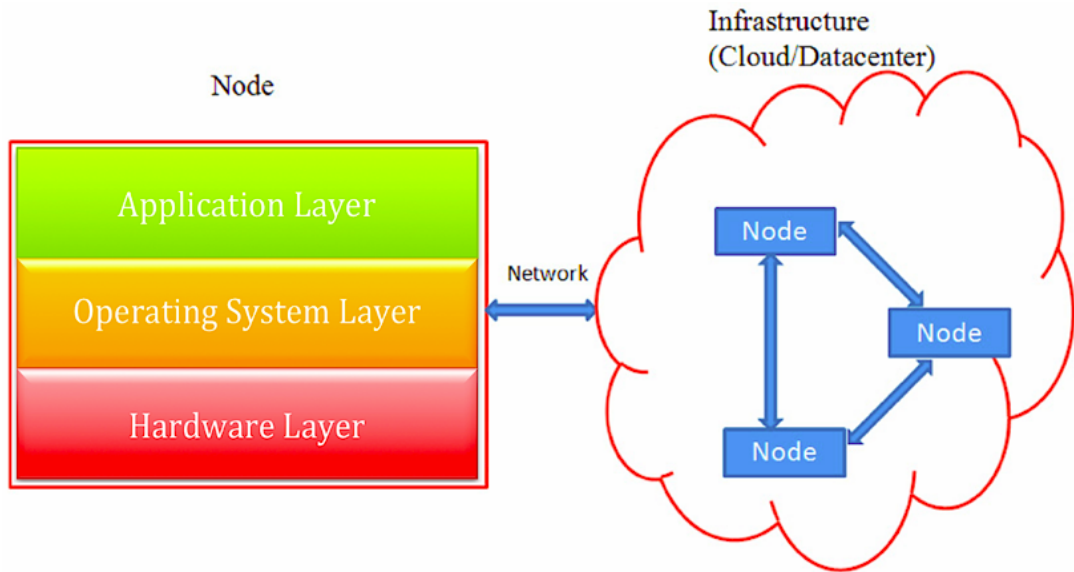 Node
Application Layer
Operating System Layer
Hardware Layer
Network
Infrastructure
(Cloud/Datacenter)
Node
Node
Node